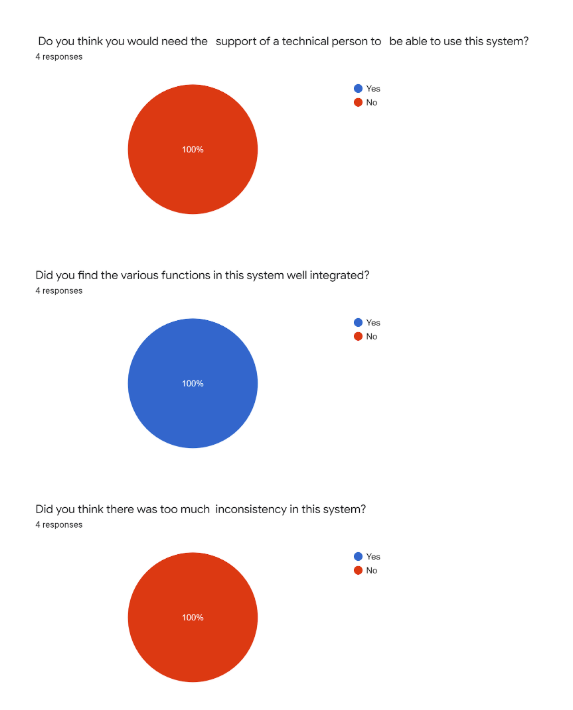 Do you think you would need the support of a technical person to be able to use this system?
4 responses
Yes
No
100%
Did you find the various functions in this system well integrated?
4 responses
Yes
No
100%
Did you think there was too much inconsistency in this system?
4 responses
Yes
No
100%